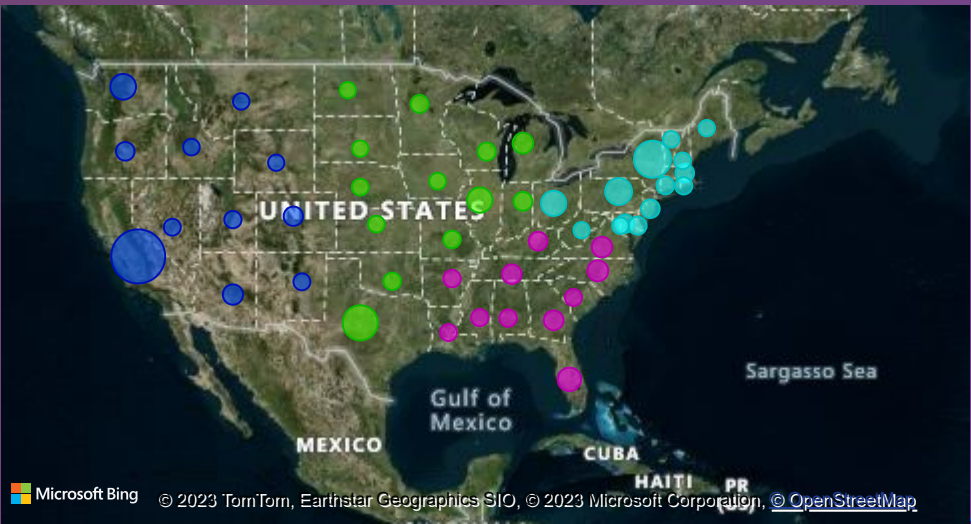 UNITED STATES
Sargasso Sea
Gulf of
Mexico
MEXICO
CUBA
HAITI
PR
Microsoft Bing
© 2023 TomTom, Earthstar Geographics SIO, © 2023 Microsoft Corporation, © OpenStreetMap